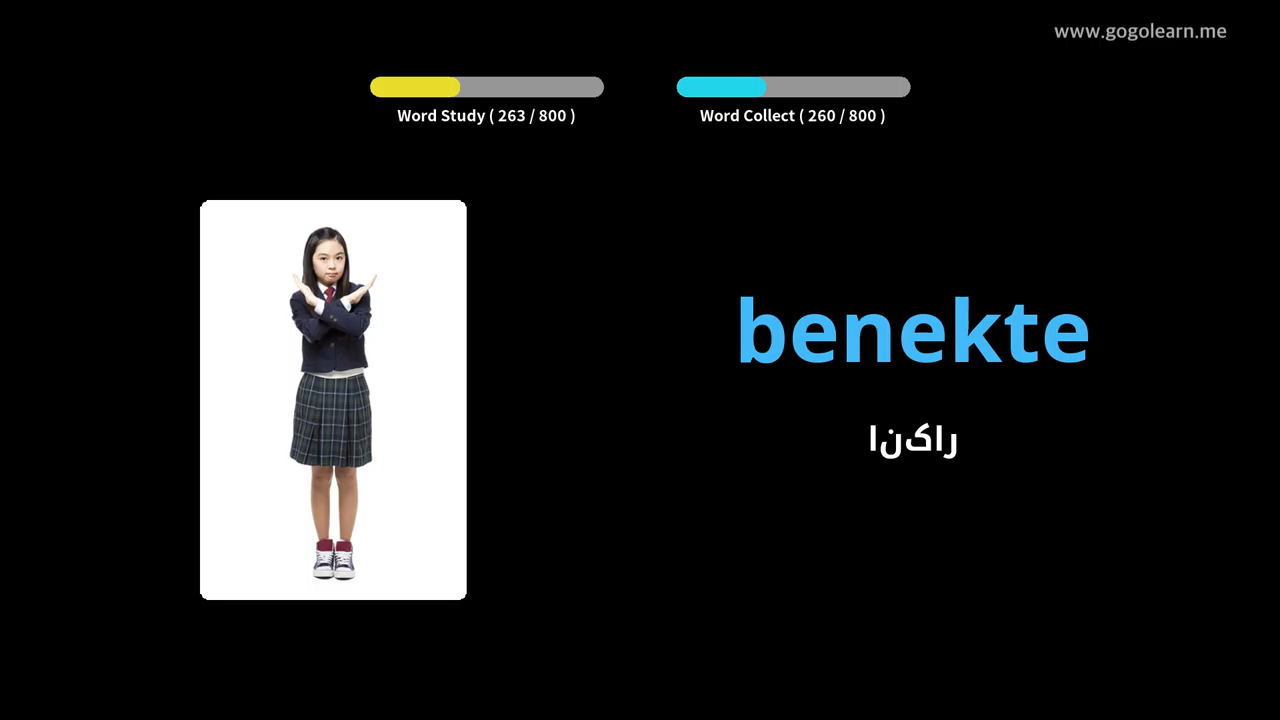 www.gogolearn.me
Word Study ( 263 / 800 )
Word Collect ( 260 / 800 )
benekte
انکار